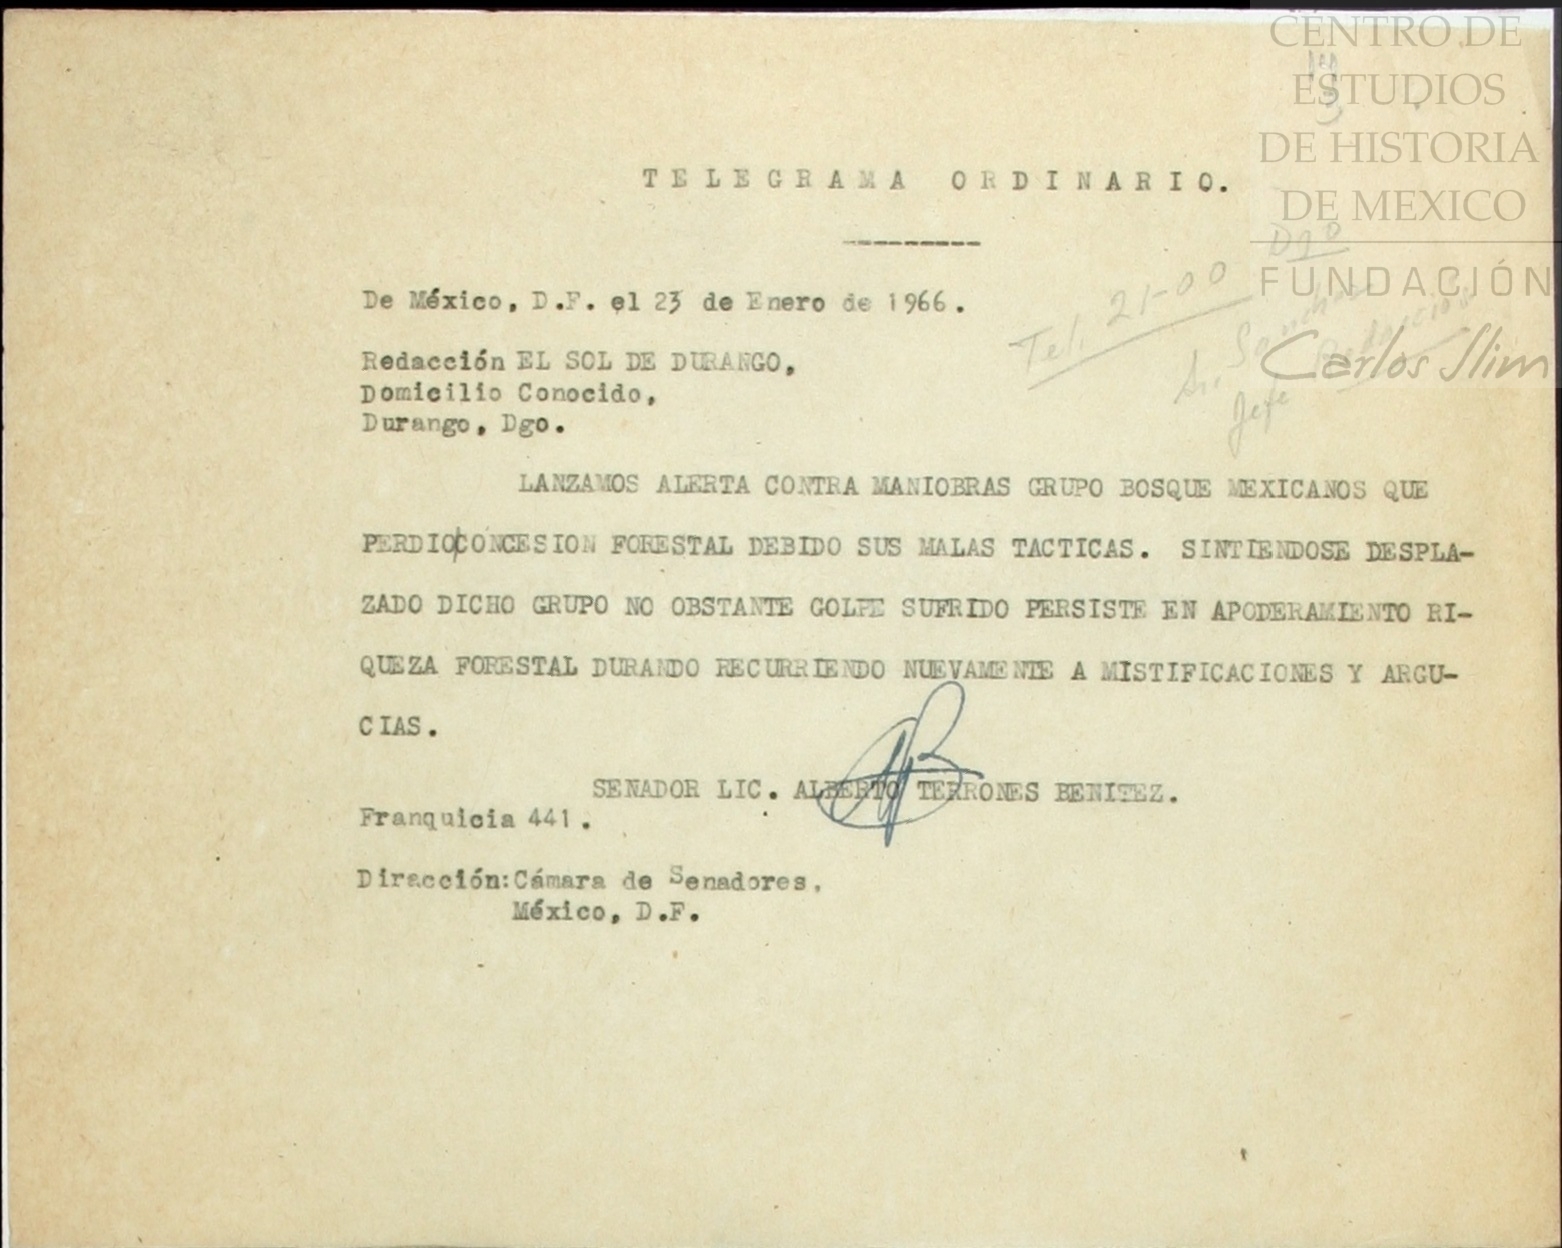 CENTRO DE
ESTUDIOS
DE HISTORIA
DE MEXICO
FUNDACIÓN
Carlos Slim
TELEGRAMA ORDINARIO.
De México, D.F. el 23 de Enero de 1966.
Tel. 21-00 Dgo
Sr.
Jefe Redacción
Redacción EL SOL DE DURANGO,
Domicilio Conocido,
Durango, Dgo.
LANZAMOS ALERTA CONTRA MANIOBRAS GRUPO BOSQUE MEXICANOS QUE
PERDIO CONCESION FORESTAL DEBIDO SUS MALAS TACTICAS. SINTIENDOSE DESPLA-
ZADO DICHO GRUPO NO OBSTANTE GOLPE SUFRIDO PERSISTE EN APODERAMIENTO RI-
QUEZA FORESTAL DURANDO RECURRIENDO NUEVAMENTE A MISTIFICACIONES Y ARGU-
CIAS.
SENADOR LIC. ALBERTO TERRONES BENITEZ.
Franquicia 441.
Dirección:Cámara de Senadores.
México, D.F.